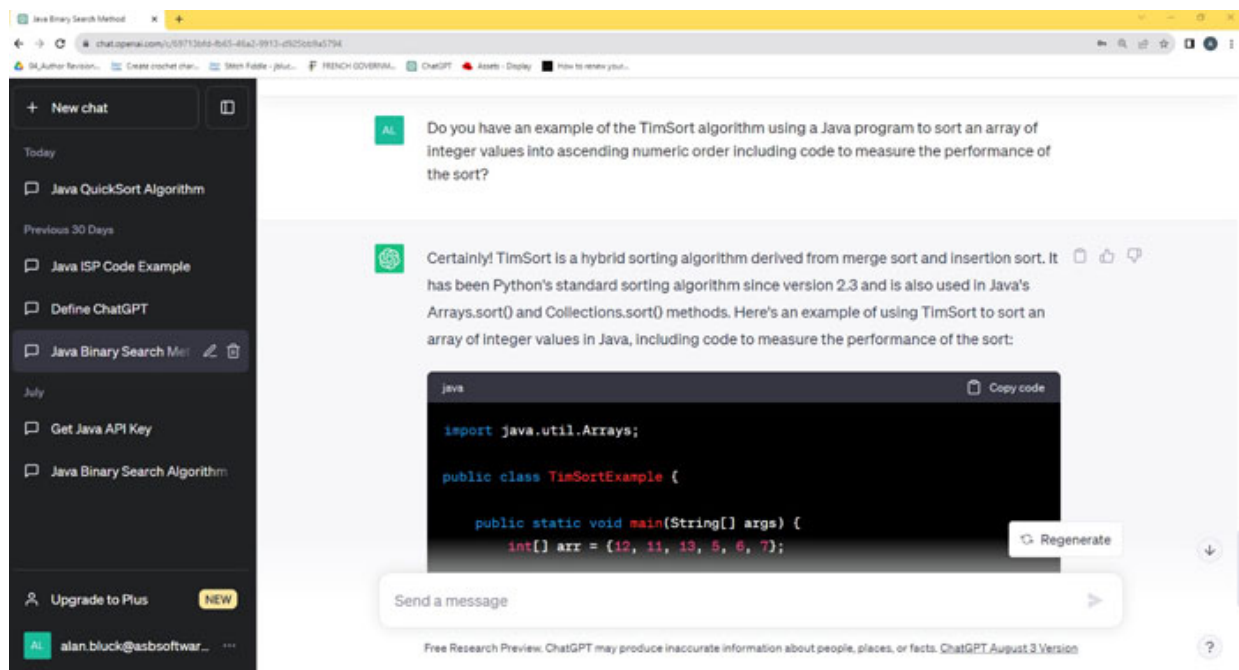 Java Binary Search Method
chat.openai.com/c/
Create crochet char...
Stitch Fiddle -
FRENCH GOVERNM...
ChatGPT
Assets - Display
How to renew your...
+ New chat
Today
Java QuickSort Algorithm
Previous 30 Days
Java ISP Code Example
Define ChatGPT
Java Binary Search Met
July
Get Java API Key
Java Binary Search Algorithm
Upgrade to Plus
NEW
AL
alan.bluck@asbsoftwar...
AL
Do you have an example of the TimSort algorithm using a Java program to sort an array of
integer values into ascending numeric order including code to measure the performance of
the sort?
Certainly! TimSort is a hybrid sorting algorithm derived from merge sort and insertion sort. It
has been Python's standard sorting algorithm since version 2.3 and is also used in Java's
Arrays.sort() and Collections.sort() methods. Here's an example of using TimSort to sort an
array of integer values in Java, including code to measure the performance of the sort:
java
Copy code
import java.util.Arrays;
public class TimSortExample {
public static void main(String[] args) {
int[] arr = {12, 11, 13, 5, 6, 7};
Regenerate
Send a message
Free Research Preview. ChatGPT may produce inaccurate information about people, places, or facts. ChatGPT August 3 Version
?